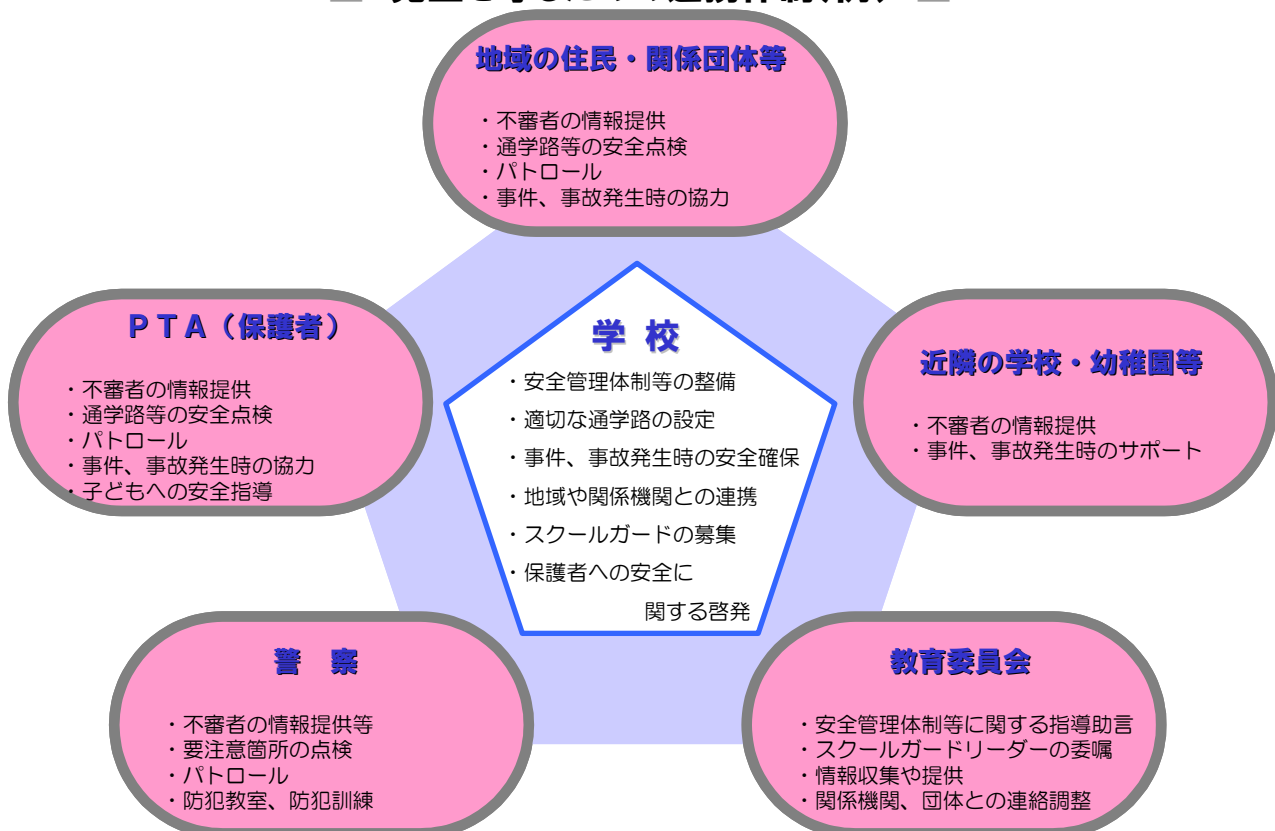 地域の住民・関係団体等
・不審者の情報提供
・通学路等の安全点検
・パトロール
・事件、事故発生時の協力
PTA（保護者）
・不審者の情報提供
・通学路等の安全点検
・パトロール
・事件、事故発生時の協力
・子どもへの安全指導
学 校
・安全管理体制等の整備
・適切な通学路の設定
・事件、事故発生時の安全確保
・地域や関係機関との連携
・スクールガードの募集
・保護者への安全に
関する啓発
近隣の学校・幼稚園等
・不審者の情報提供
・事件、事故発生時のサポート
警 察
・不審者の情報提供等
・要注意箇所の点検
・パトロール
・防犯教室、防犯訓練
教育委員会
・安全管理体制等に関する指導助言
・スクールガードリーダーの委嘱
・情報収集や提供
・関係機関、団体との連絡調整